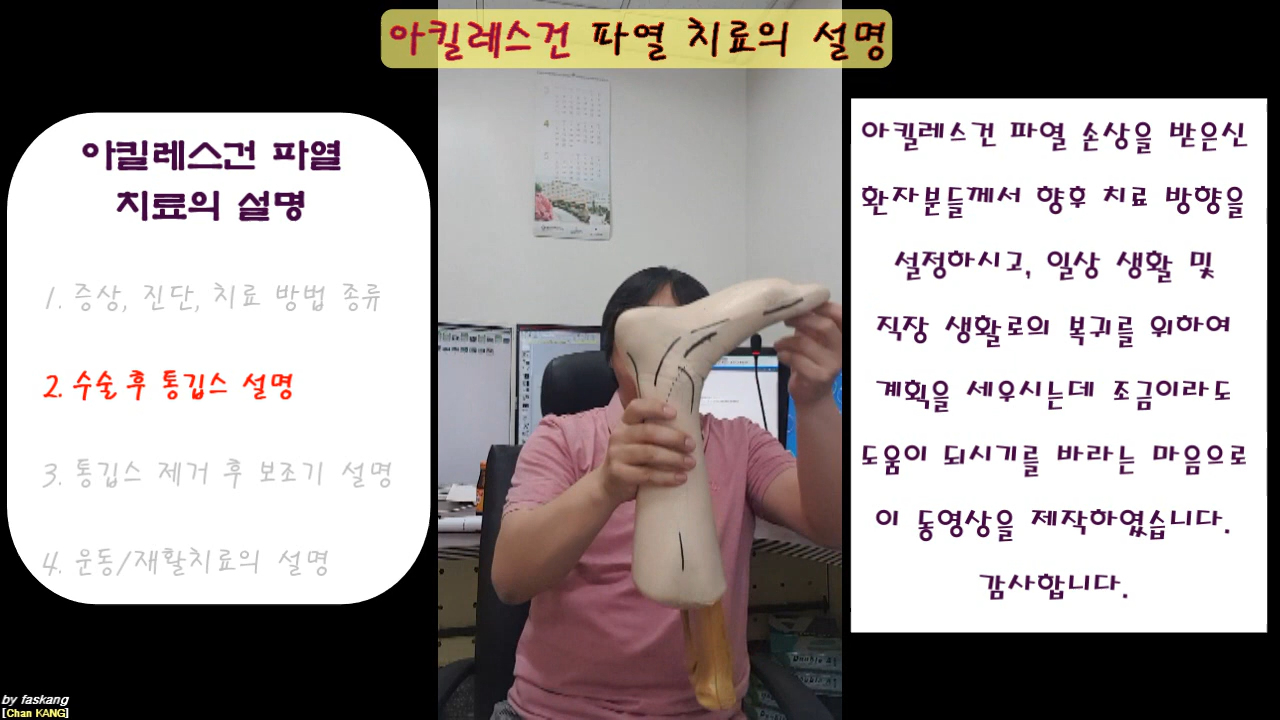 아킬레스건 파열 치료의 설명
아킬레스건 파열
치료의 설명
1. 증상, 진단, 치료 방법 종류
2. 수술 후 통깁스 설명
3. 통깁스 제거 후 보조기 설명
4. 운동/재활치료의 설명
아킬레스건 파열 손상을 받은신
환자분들께서 향후 치료 방향을
설정하시고, 일상 생활 및
직장 생활로의 복귀를 위하여
계획을 세우시는데 조금이라도
도움이 되시기를 바라는 마음으로
이 동영상을 제작하였습니다.
감사합니다.
by faskang
[Chan KANG]